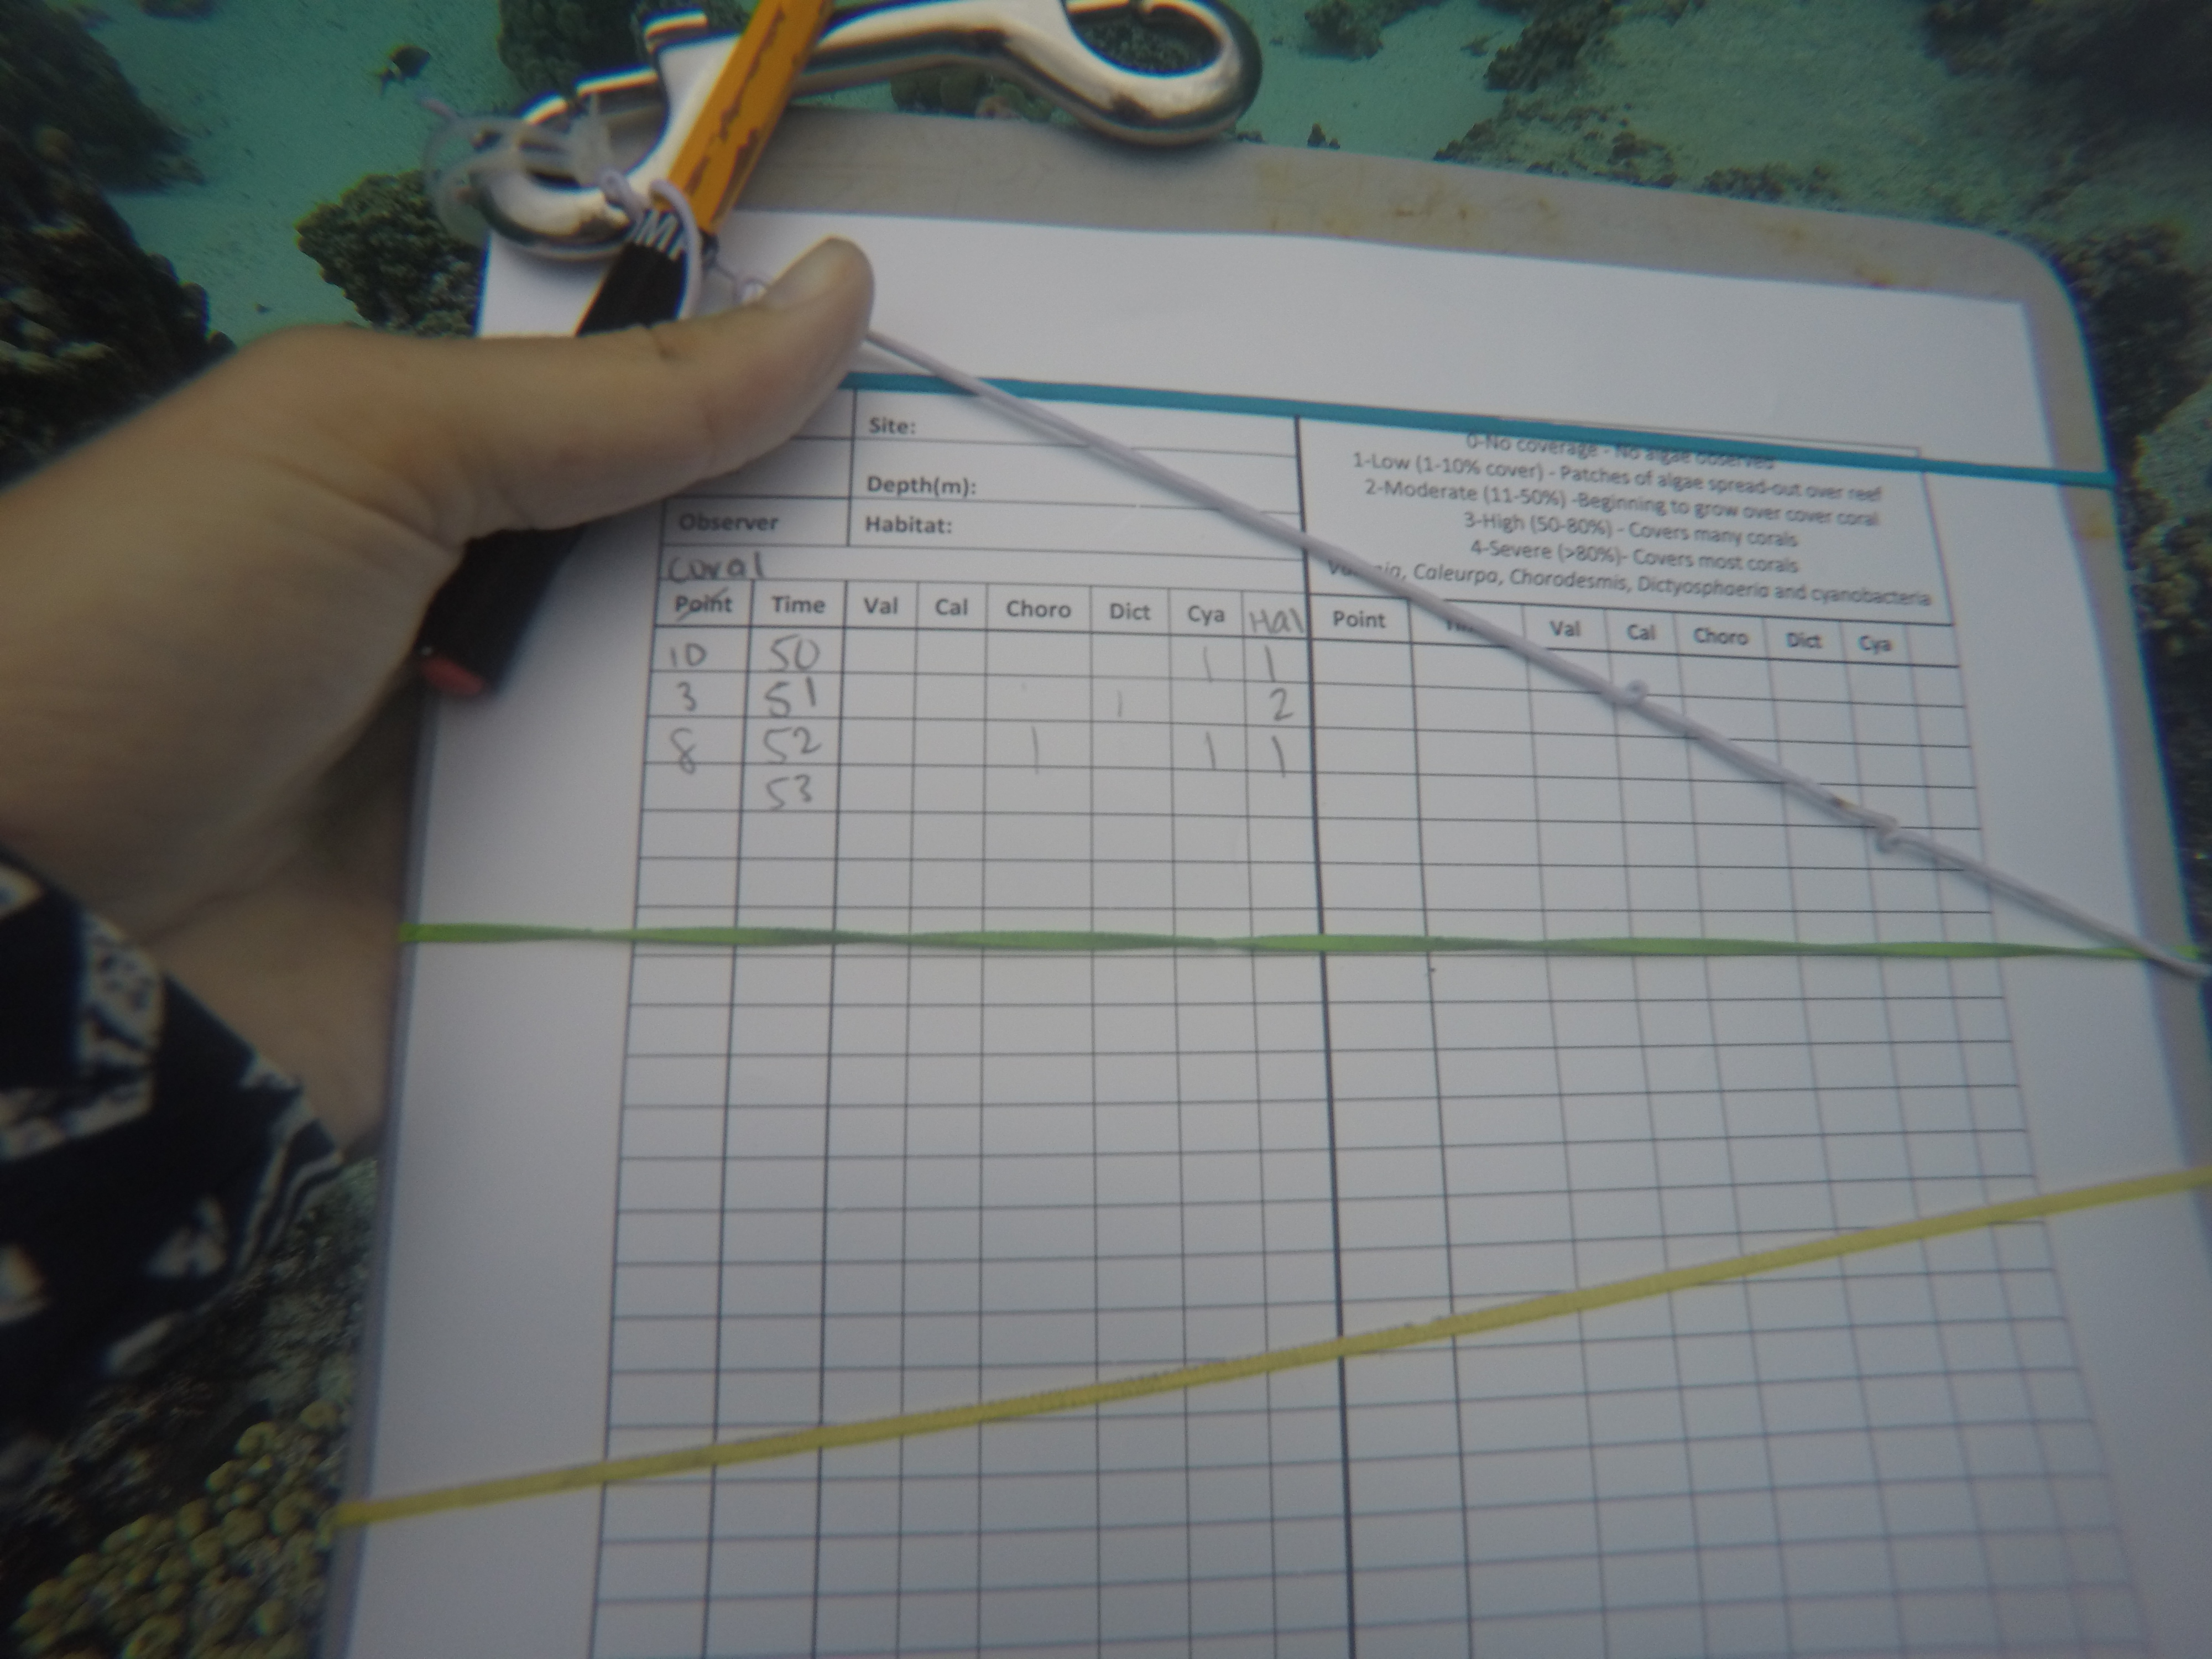 Site:
Depth(m):
Observer Habitat:
0-No coverage - No algae observed
1-Low (1-10% cover) - Patches of algae spread-out over reef
2-Moderate (11-50%) -Beginning to grow over cover coral
3-High (50-80%) - Covers many corals
4-Severe (>80%)- Covers most corals
Caleurpa, Chorodesmis, Dictyosphaeria and cyanobacteria
coral
Point Time Val Cal Choro Dict Cya Hal Point Val Cal Choro Dict Cya
10 50 1 1
3 51 1 2
8 52 1 1 1
53